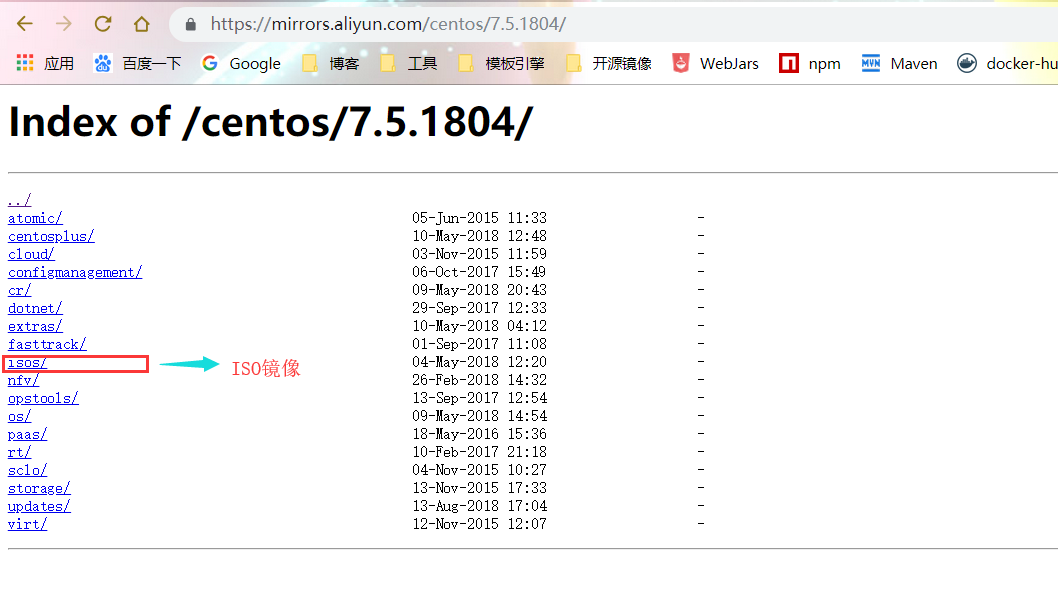 https://mirrors.aliyun.com/centos/7.5.1804/
应用 百度一下 Google 博客 工具 模板引擎 开源镜像 WebJars npm Maven docker-hu
Index of /centos/7.5.1804/
../
atomic/ 05-Jun-2015 11:33 -
centosplus/ 10-May-2018 12:48 -
cloud/ 03-Nov-2015 11:59 -
configmanagement/ 06-Oct-2017 15:49 -
cr/ 09-May-2018 20:43 -
dotnet/ 29-Sep-2017 12:33 -
extras/ 10-May-2018 04:12 -
fasttrack/ 01-Sep-2017 11:08 -
isos/ 04-May-2018 12:20 -
ISO镜像
nfv/ 26-Feb-2018 14:32 -
opstools/ 13-Sep-2017 12:54 -
os/ 09-May-2018 14:54 -
paas/ 18-May-2016 15:36 -
rt/ 10-Feb-2017 21:18 -
sclo/ 04-Nov-2015 10:27 -
storage/ 13-Nov-2015 17:33 -
updates/ 13-Aug-2018 17:04 -
virt/ 12-Nov-2015 12:07 -